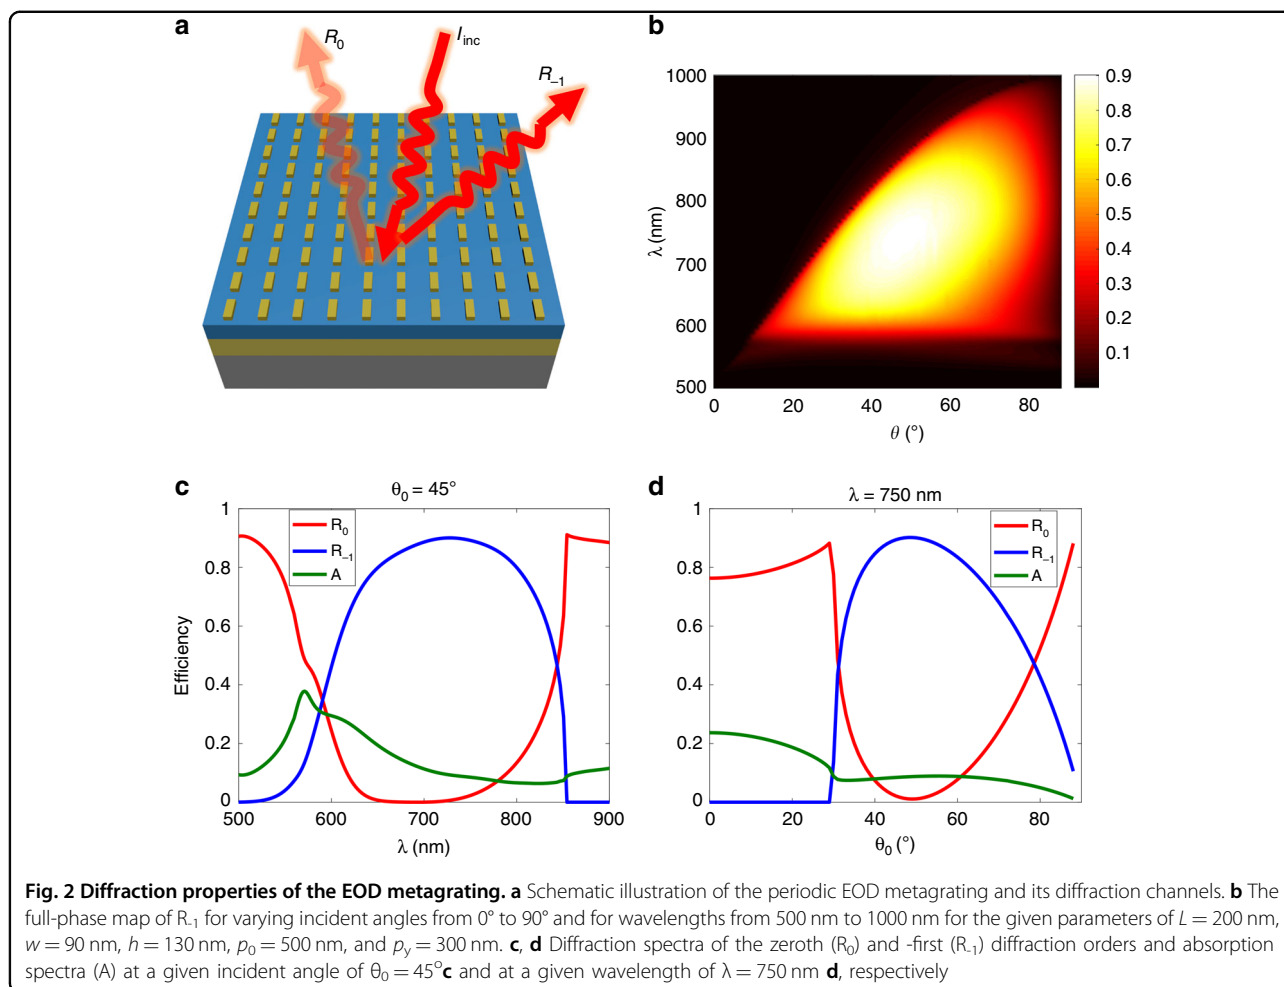 a
R₀
I_inc
R₋₁
b
1000
900
800
700
600
500
λ (nm)
0
20
40
60
80
θ (°)
0.9
0.8
0.7
0.6
0.5
0.4
0.3
0.2
0.1
c
θ₀ = 45°
1
0.8
0.6
0.4
0.2
0
Efficiency
R₀
R₋₁
A
500
600
700
800
900
λ (nm)
d
λ = 750 nm
1
0.8
0.6
0.4
0.2
0
R₀
R₋₁
A
0
20
40
60
80
θ₀ (°)
Fig. 2 Diffraction properties of the EOD metagrating. a Schematic illustration of the periodic EOD metagrating and its diffraction channels. b The
full-phase map of R₋₁ for varying incident angles from 0° to 90° and for wavelengths from 500 nm to 1000 nm for the given parameters of L = 200 nm,
w = 90 nm, h = 130 nm, p₀ = 500 nm, and p_y = 300 nm. c, d Diffraction spectra of the zeroth (R₀) and -first (R₋₁) diffraction orders and absorption
spectra (A) at a given incident angle of θ₀ = 45°c and at a given wavelength of λ = 750 nm d, respectively